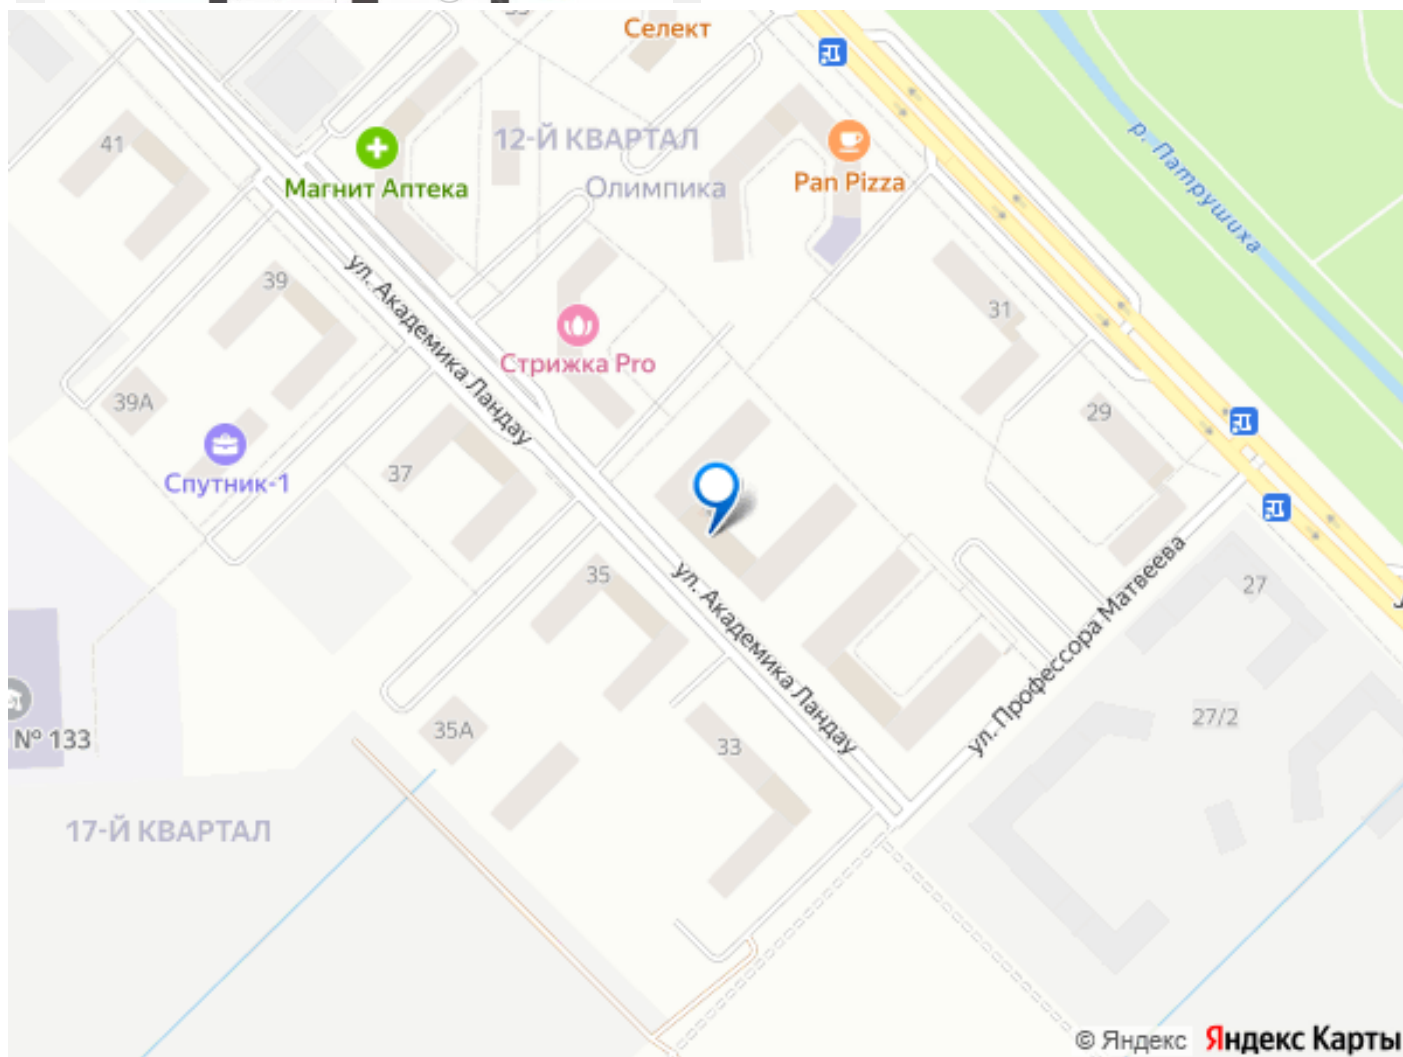 Селект
41
12-Й КВАРТАЛ
Магнит Аптека
Олимпика
Pan Pizza
р. Патрушиха
ул. Академика Ландау
39
31
Стрижка Pro
39А
29
Спутник-1
37
ул. Академика Ландау
35
ул. Профессора Матвеева
27
27/2
35А
33
№ 133
17-Й КВАРТАЛ
© Яндекс Яндекс Карты